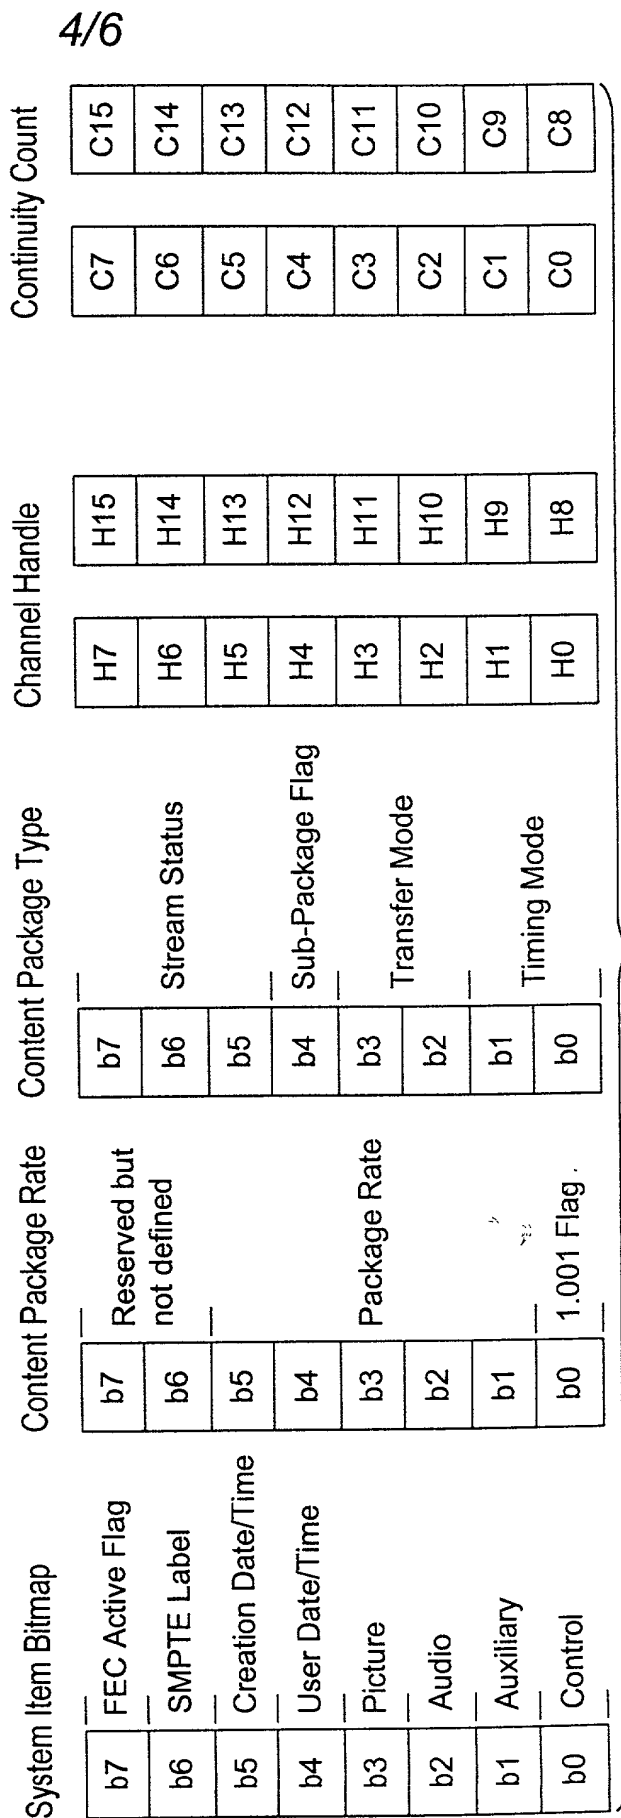 4/6
System Item Bitmap
b7 FEC Active Flag
b6 SMPTE Label
b5 Creation Date/Time
b4 User Date/Time
b3 Picture
b2 Audio
b1 Auxiliary
b0 Control
Content Package Rate
b7 Reserved but
b6 not defined
b5
b4
b3 Package Rate
b2
b1
b0 1.001 Flag .
Content Package Type
b7
b6 Stream Status
b5
b4 Sub-Package Flag
b3 Transfer Mode
b2
b1 Timing Mode
b0
Channel Handle
H7 H15
H6 H14
H5 H13
H4 H12
H3 H11
H2 H10
H1 H9
H0 H8
Continuity Count
C7 C15
C6 C14
C5 C13
C4 C12
C3 C11
C2 C10
C1 C9
C0 C8